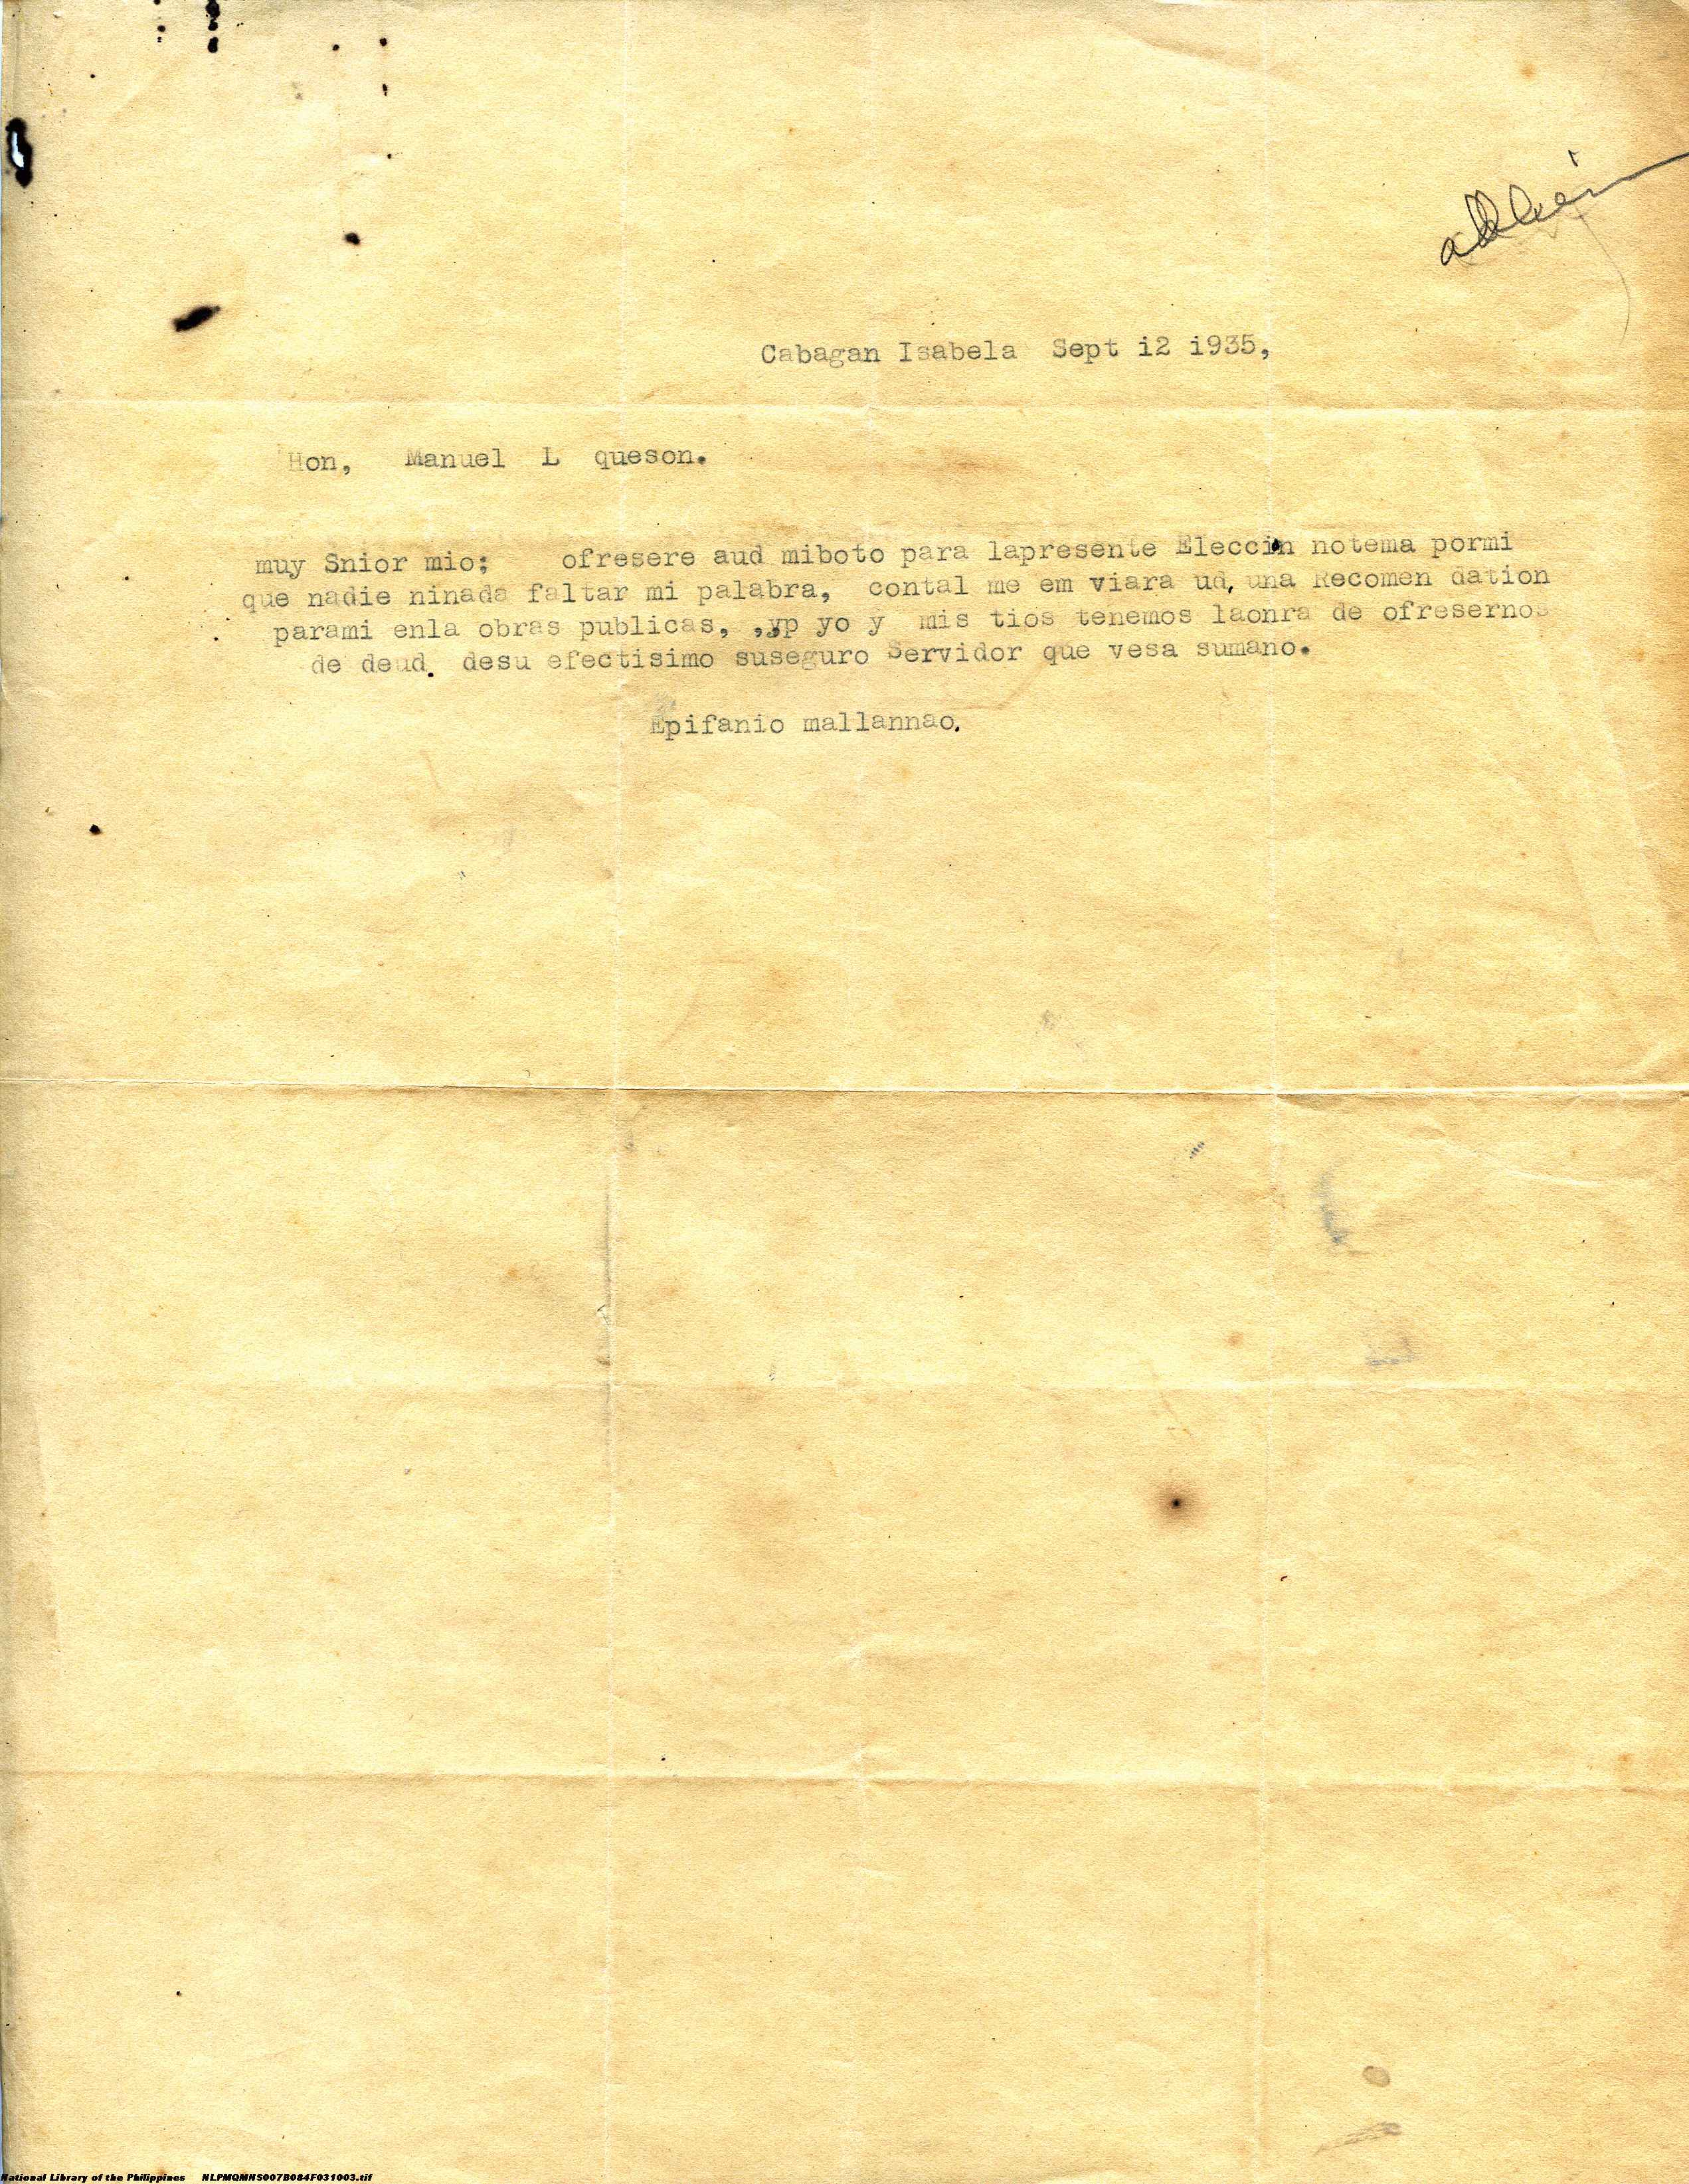 Cabagan Isabela Sept i2 i935,
Hon, Manuel L queson.
muy Snior mio; ofresere aud miboto para lapresente Eleccin notema pormi
que nadie ninada faltar mi palabra, contal me em viara ud, una Recomen dation
parami enla obras publicas, ,yp yo y mis tios tenemos laonra de ofresernos
de deud. desu efectisimo suseguro Servidor que vesa sumano.
Epifanio mallannao.
National Library of the Philippines NLPMQMNS007B084F031003.tif